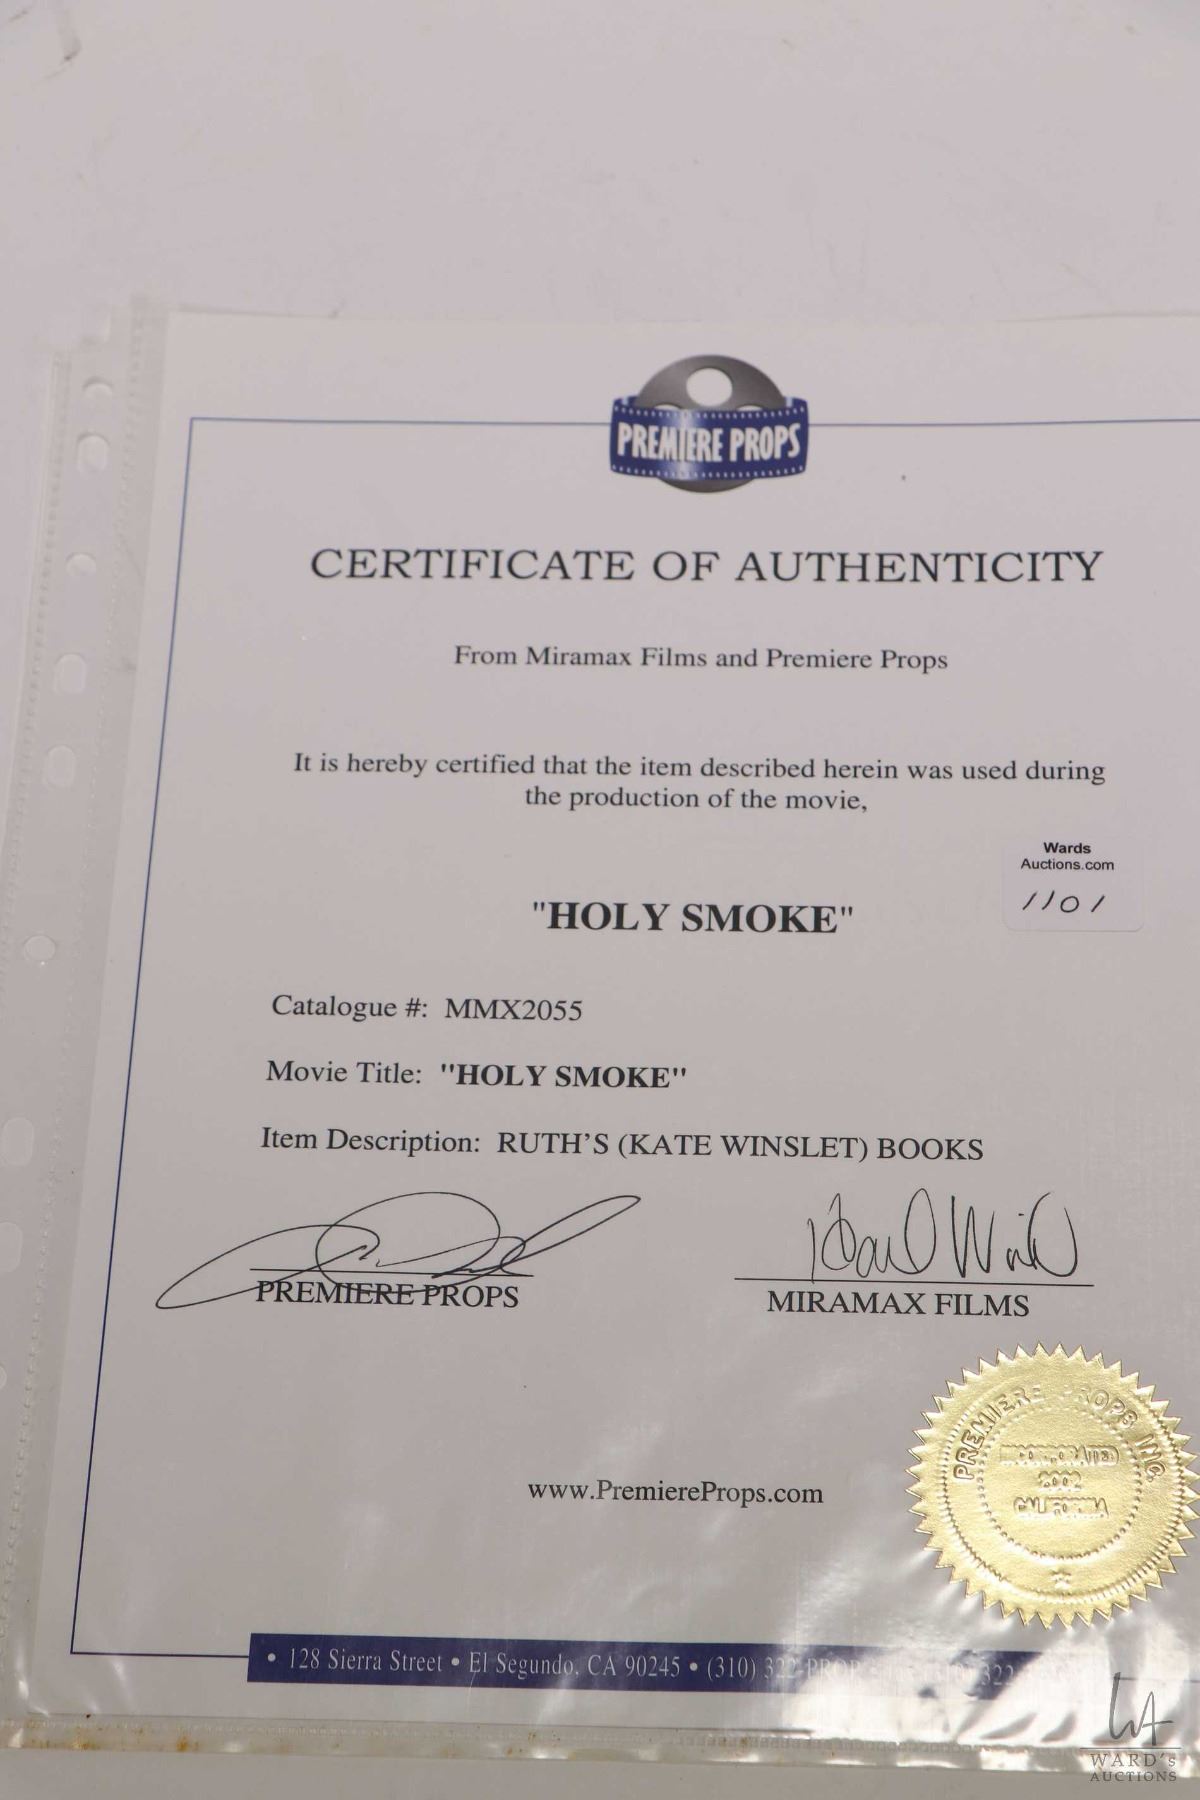 PREMIERE PROPS
CERTIFICATE OF AUTHENTICITY
From Miramax Films and Premiere Props
It is hereby certified that the item described herein was used during
the production of the movie,
Wards
Auctions.com
1101
"HOLY SMOKE"
Catalogue #: MMX2055
Movie Title: "HOLY SMOKE"
Item Description: RUTH'S (KATE WINSLET) BOOKS
PREMIERE PROPS
MIRAMAX FILMS
PREMIERE PROPS INC.
INCORPORATED
2002
CALIFORNIA
www.PremiereProps.com
• 128 Sierra Street • El Segundo, CA 90245 • (310) 322-PROP
WARD's
AUCTIONS